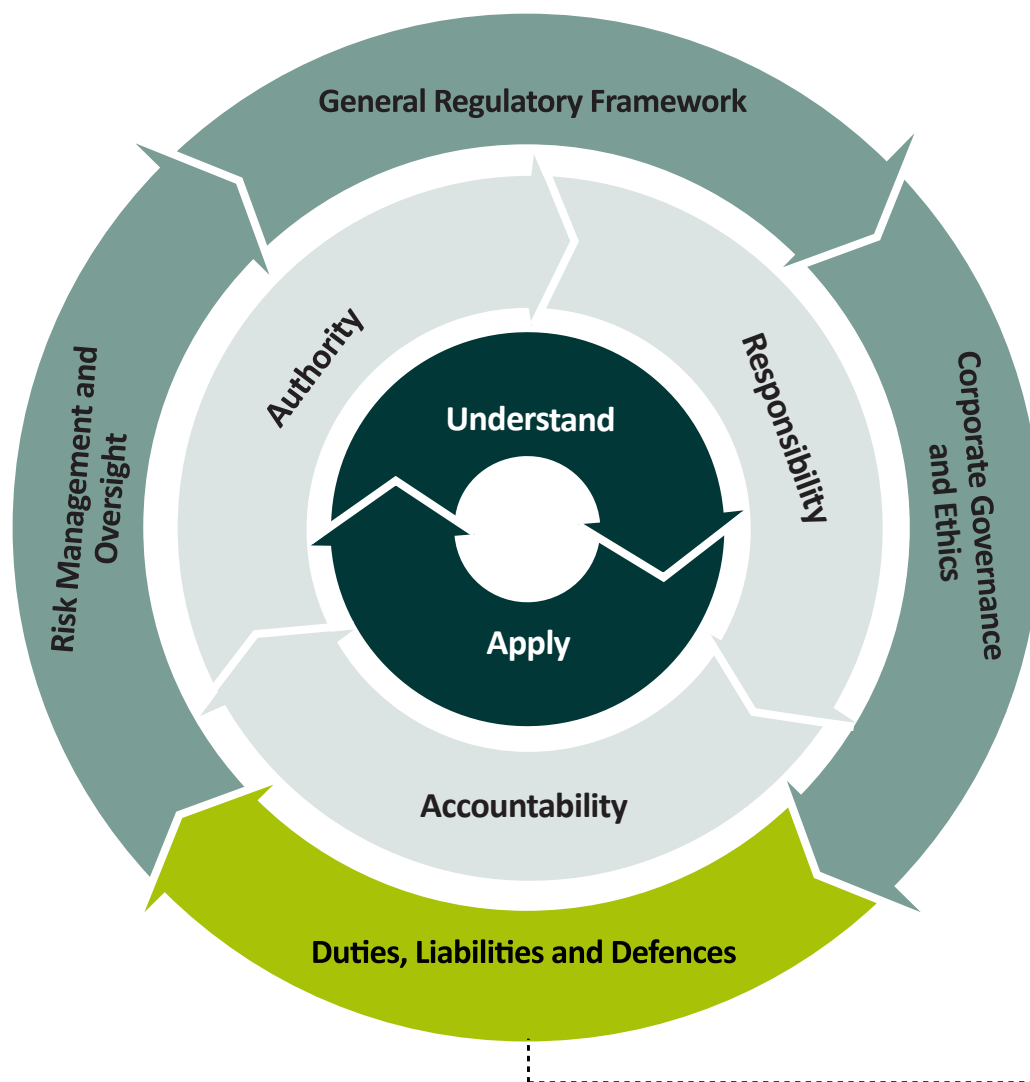 General Regulatory Framework
Authority
Responsibility
Understand
Risk Management and
Oversight
Corporate Governance
and Ethics
Apply
Accountability
Duties, Liabilities and Defences